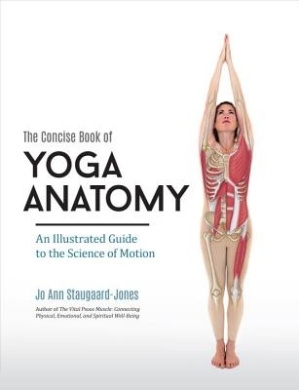 The Concise Book of
YOGA
ANATOMY
An Illustrated Guide
to the Science of Motion
Jo Ann Staugaard-Jones
Author of The Vital Psoas Muscle: Connecting
Physical, Emotional, and Spiritual Well-Being